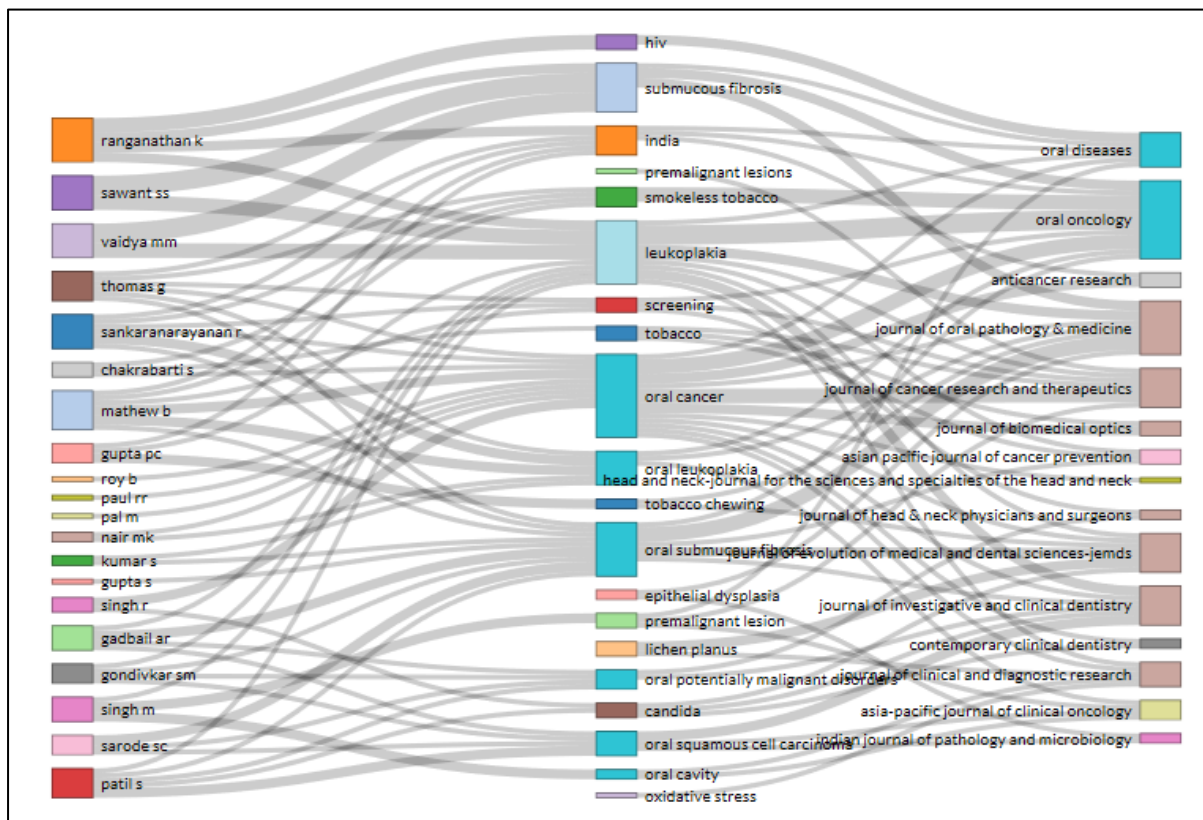 ranganathan k
sawant ss
vaidya mm
thomas g
sankaranarayanan r
chakrabarti s
mathew b
gupta pc
roy b
paul rr
pal m
nair mk
kumar s
gupta s
singh r
gadbail ar
gondivkar sm
singh m
sarode sc
patil s
hiv
submucous fibrosis
india
premalignant lesions
smokeless tobacco
leukoplakia
screening
tobacco
oral cancer
oral leukoplakia
tobacco chewing
oral submucous fibrosis
epithelial dysplasia
premalignant lesion
lichen planus
oral potentially malignant disorders
candida
oral squamous cell carcinoma
oral cavity
oxidative stress
oral diseases
oral oncology
anticancer research
journal of oral pathology & medicine
journal of cancer research and therapeutics
journal of biomedical optics
asian pacific journal of cancer prevention
head and neck-journal for the sciences and specialties of the head and neck
journal of head & neck physicians and surgeons
journal of evolution of medical and dental sciences-jemds
journal of investigative and clinical dentistry
contemporary clinical dentistry
journal of clinical and diagnostic research
asia-pacific journal of clinical oncology
indian journal of pathology and microbiology